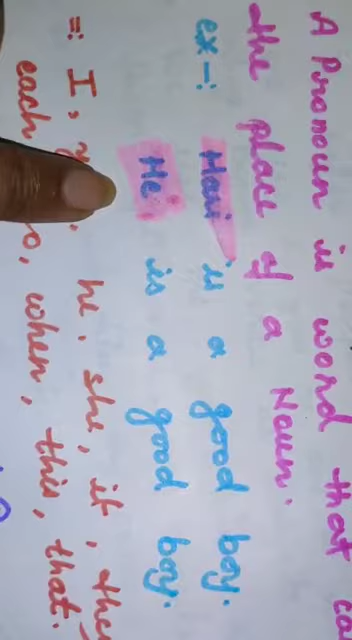 A Pronoun is word that
the place of a Noun.
ex-: Hari is a good boy.
He is a good boy.
=: I, he, she, it,
each when, this, that.